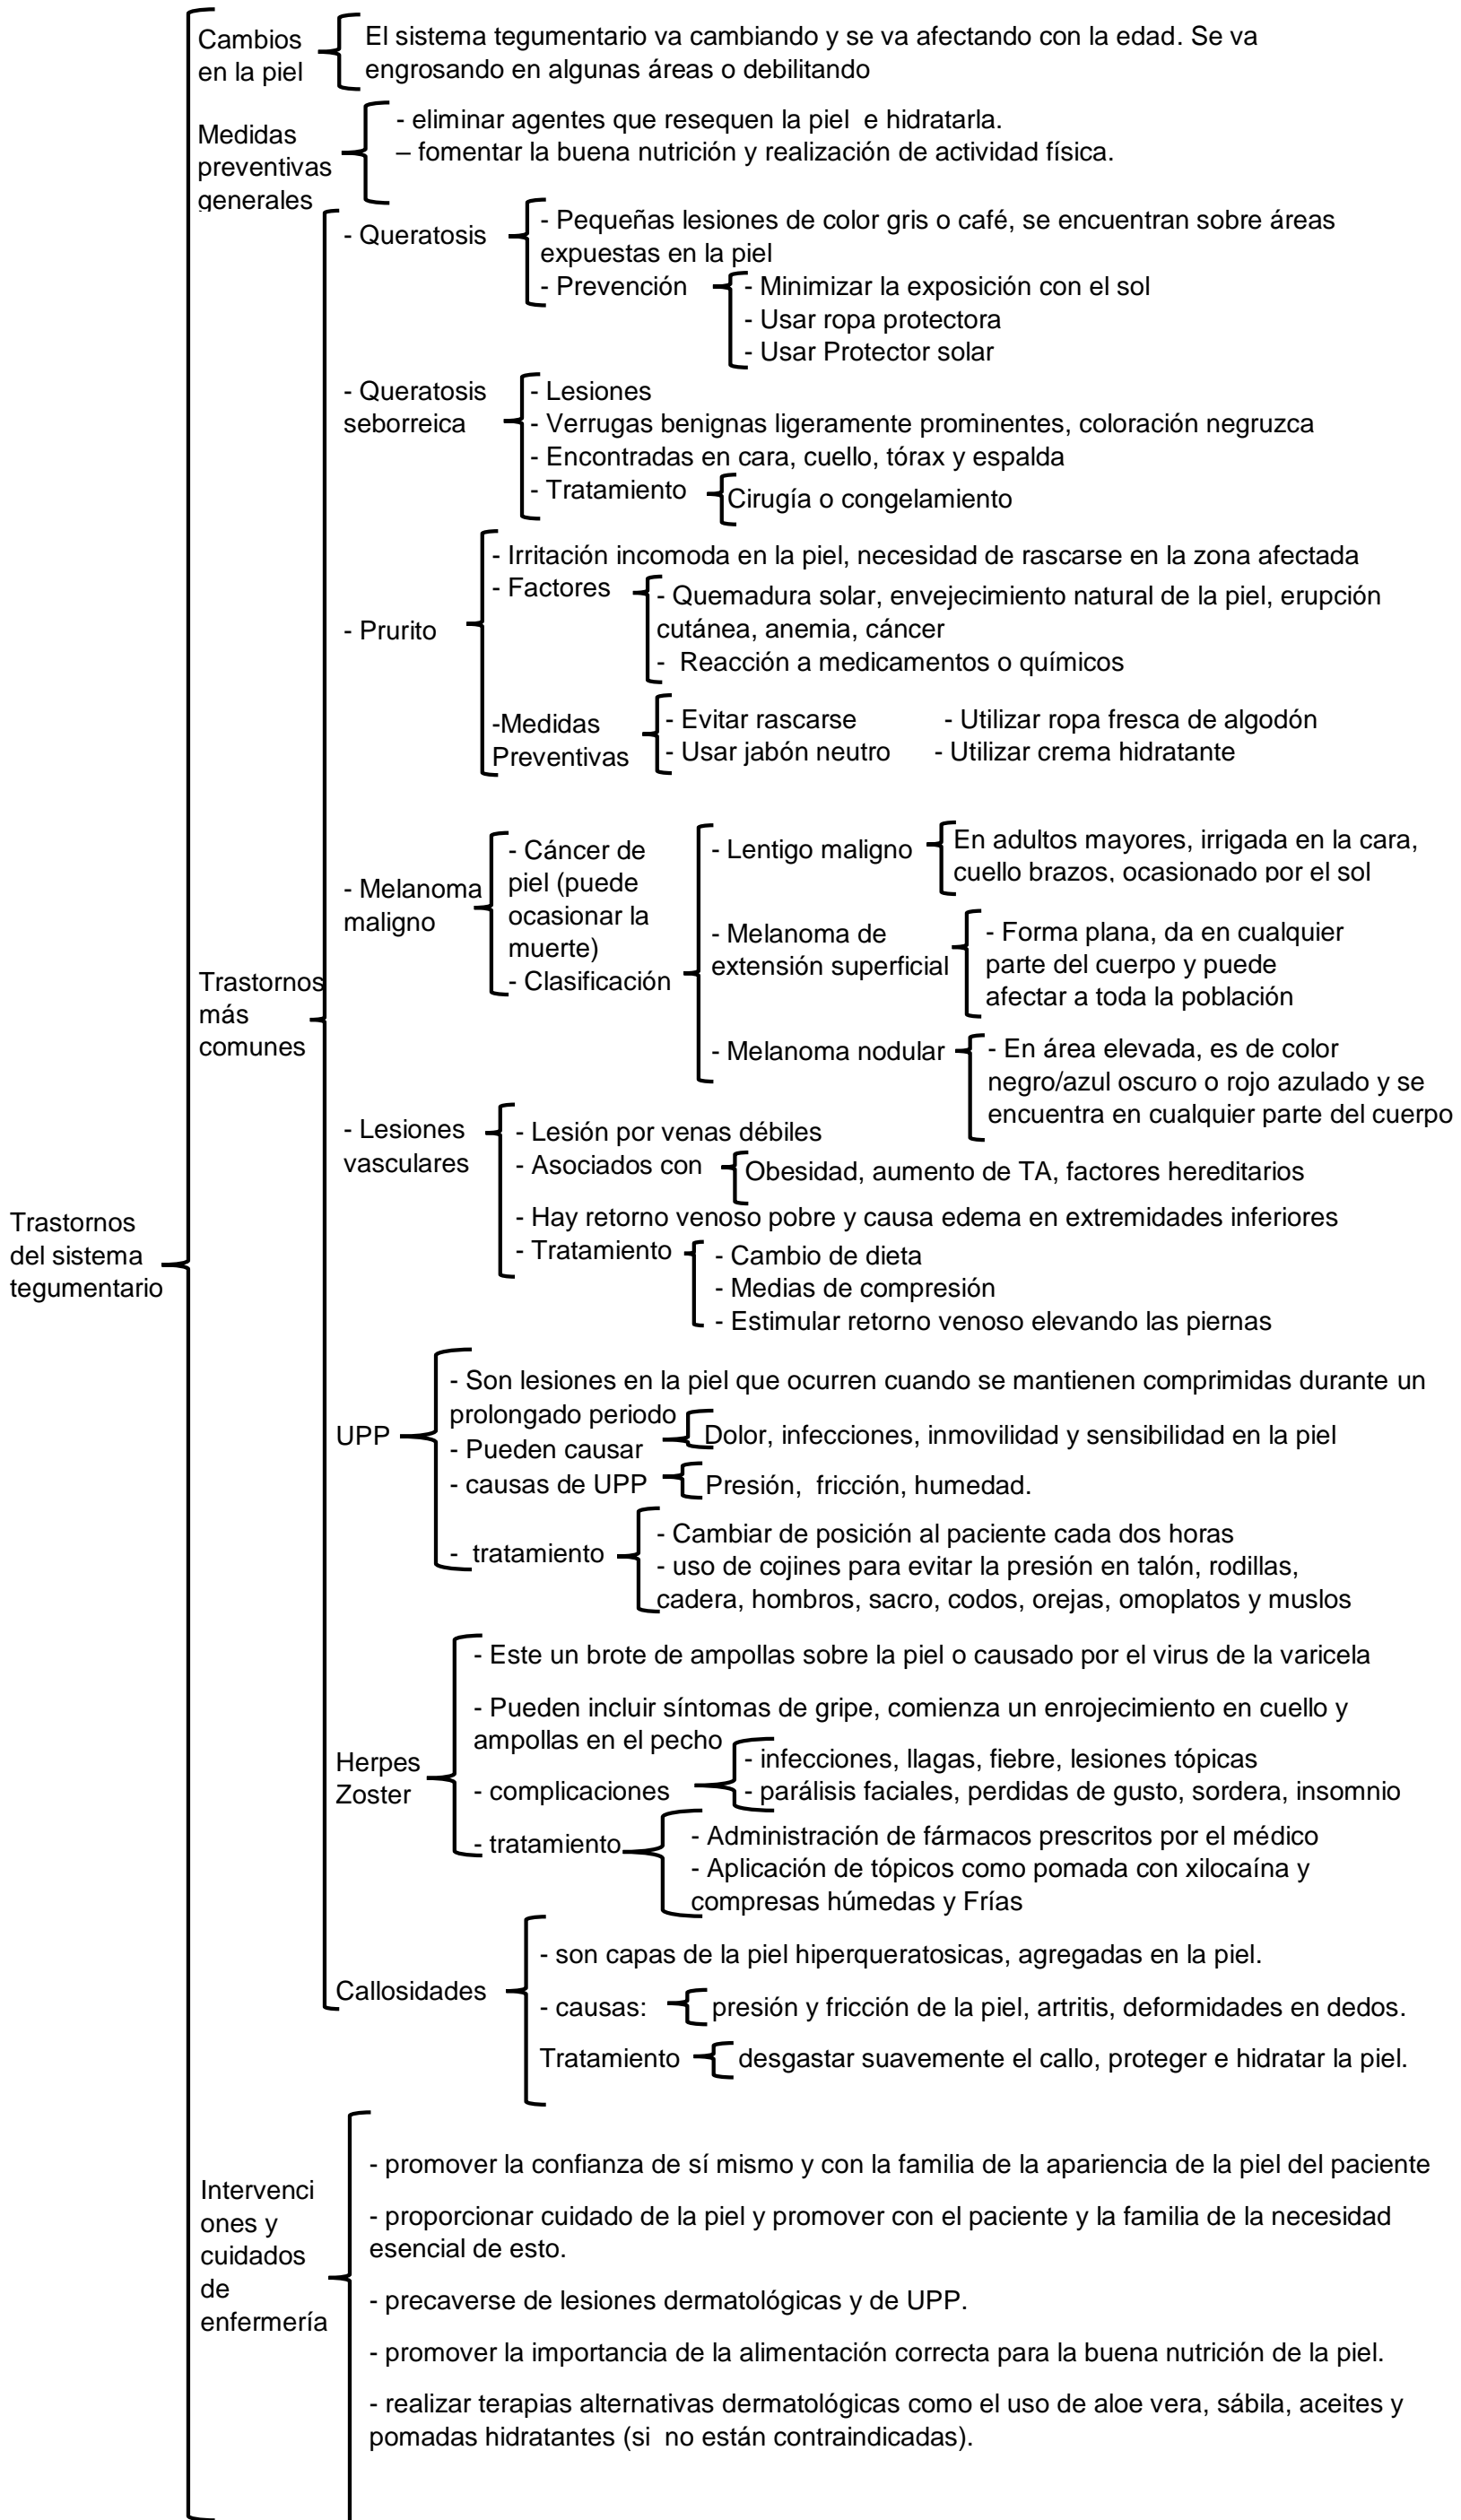 Cambios
en la piel
El sistema tegumentario va cambiando y se va afectando con la edad. Se va
engrosando en algunas áreas o debilitando
Medidas
preventivas
generales
- eliminar agentes que resequen la piel e hidratarla.
– fomentar la buena nutrición y realización de actividad física.
- Queratosis
- Pequeñas lesiones de color gris o café, se encuentran sobre áreas
expuestas en la piel
- Prevención
- Minimizar la exposición con el sol
- Usar ropa protectora
- Usar Protector solar
- Queratosis
seborreica
- Lesiones
- Verrugas benignas ligeramente prominentes, coloración negruzca
- Encontradas en cara, cuello, tórax y espalda
- Tratamiento
Cirugía o congelamiento
- Prurito
- Irritación incomoda en la piel, necesidad de rascarse en la zona afectada
- Factores
- Quemadura solar, envejecimiento natural de la piel, erupción
cutánea, anemia, cáncer
- Reacción a medicamentos o químicos
-Medidas
Preventivas
- Evitar rascarse - Utilizar ropa fresca de algodón
- Usar jabón neutro - Utilizar crema hidratante
- Melanoma
maligno
- Cáncer de
piel (puede
ocasionar la
muerte)
- Clasificación
- Lentigo maligno
En adultos mayores, irrigada en la cara,
cuello brazos, ocasionado por el sol
- Melanoma de
extensión superficial
- Forma plana, da en cualquier
parte del cuerpo y puede
afectar a toda la población
- Melanoma nodular
- En área elevada, es de color
negro/azul oscuro o rojo azulado y se
encuentra en cualquier parte del cuerpo
Trastornos
más
comunes
- Lesiones
vasculares
- Lesión por venas débiles
- Asociados con
Obesidad, aumento de TA, factores hereditarios
- Hay retorno venoso pobre y causa edema en extremidades inferiores
- Tratamiento
- Cambio de dieta
- Medias de compresión
- Estimular retorno venoso elevando las piernas
Trastornos
del sistema
tegumentario
UPP
- Son lesiones en la piel que ocurren cuando se mantienen comprimidas durante un
prolongado periodo
- Pueden causar
Dolor, infecciones, inmovilidad y sensibilidad en la piel
- causas de UPP
Presión, fricción, humedad.
- tratamiento
- Cambiar de posición al paciente cada dos horas
- uso de cojines para evitar la presión en talón, rodillas,
cadera, hombros, sacro, codos, orejas, omoplatos y muslos
Herpes
Zoster
- Este un brote de ampollas sobre la piel o causado por el virus de la varicela
- Pueden incluir síntomas de gripe, comienza un enrojecimiento en cuello y
ampollas en el pecho
- complicaciones
- infecciones, llagas, fiebre, lesiones tópicas
- parálisis faciales, perdidas de gusto, sordera, insomnio
- tratamiento
- Administración de fármacos prescritos por el médico
- Aplicación de tópicos como pomada con xilocaína y
compresas húmedas y Frías
Callosidades
- son capas de la piel hiperqueratosicas, agregadas en la piel.
- causas:
presión y fricción de la piel, artritis, deformidades en dedos.
Tratamiento
desgastar suavemente el callo, proteger e hidratar la piel.
Intervenci
ones y
cuidados
de
enfermería
- promover la confianza de sí mismo y con la familia de la apariencia de la piel del paciente
- proporcionar cuidado de la piel y promover con el paciente y la familia de la necesidad
esencial de esto.
- precaverse de lesiones dermatológicas y de UPP.
- promover la importancia de la alimentación correcta para la buena nutrición de la piel.
- realizar terapias alternativas dermatológicas como el uso de aloe vera, sábila, aceites y
pomadas hidratantes (si no están contraindicadas).